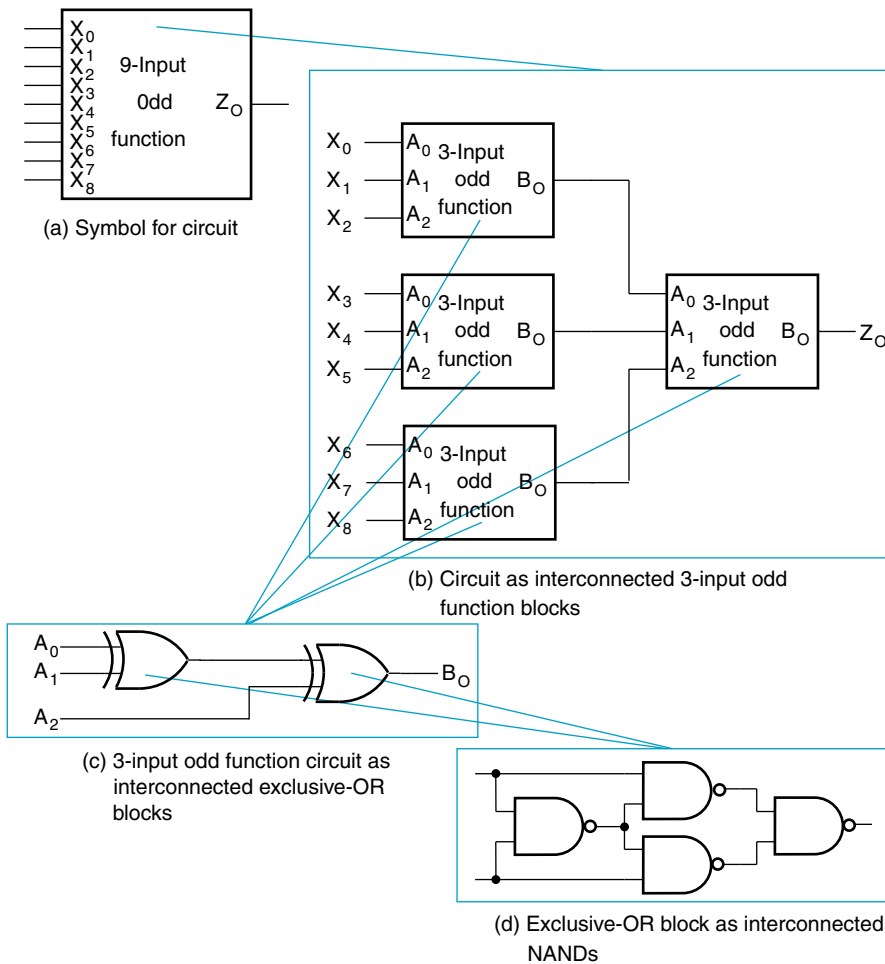 X0
X1
X2
X3
X4
X5
X6
X7
X8
9-Input
0dd
function
ZO
(a) Symbol for circuit
X0
X1
X2
A0
A1
A2
3-Input
odd
function
BO
X3
X4
X5
A0
A1
A2
3-Input
odd
function
BO
X6
X7
X8
A0
A1
A2
3-Input
odd
function
BO
A0
A1
A2
3-Input
odd
function
BO
ZO
(b) Circuit as interconnected 3-input odd
function blocks
A0
A1
A2
BO
(c) 3-input odd function circuit as
interconnected exclusive-OR
blocks
(d) Exclusive-OR block as interconnected
NANDs